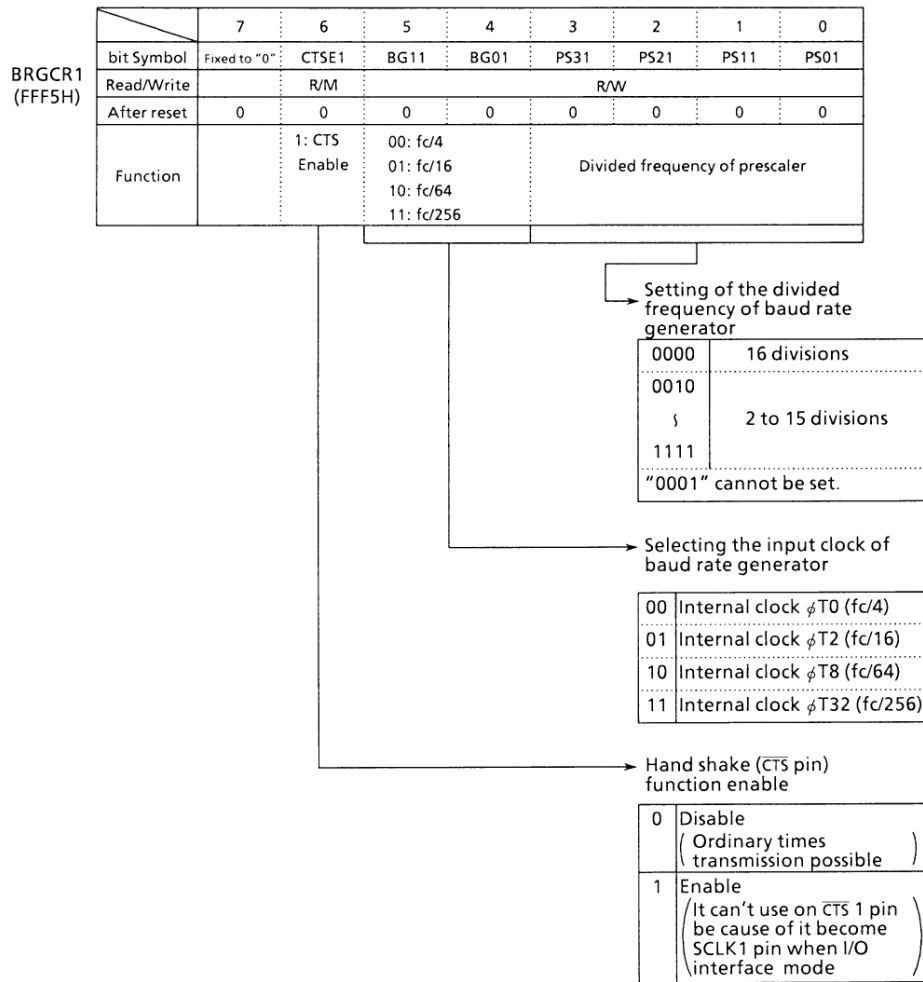 7 6 5 4 3 2 1 0
bit Symbol Fixed to "0" CTSE1 BG11 BG01 PS31 PS21 PS11 PS01
BRGCR1
(FFF5H)
Read/Write R/M R/W
After reset 0 0 0 0 0 0 0 0
Function
1: CTS
Enable
00: fc/4
01: fc/16
10: fc/64
11: fc/256
Divided frequency of prescaler
Setting of the divided
frequency of baud rate
generator
0000 16 divisions
0010
≀ 2 to 15 divisions
1111
"0001" cannot be set.
Selecting the input clock of
baud rate generator
00 Internal clock φT0 (fc/4)
01 Internal clock φT2 (fc/16)
10 Internal clock φT8 (fc/64)
11 Internal clock φT32 (fc/256)
Hand shake (C̅T̅S̅ pin)
function enable
0 Disable
( Ordinary times
transmission possible )
1 Enable
(It can't use on C̅T̅S̅ 1 pin
be cause of it become
SCLK1 pin when I/O
interface mode )